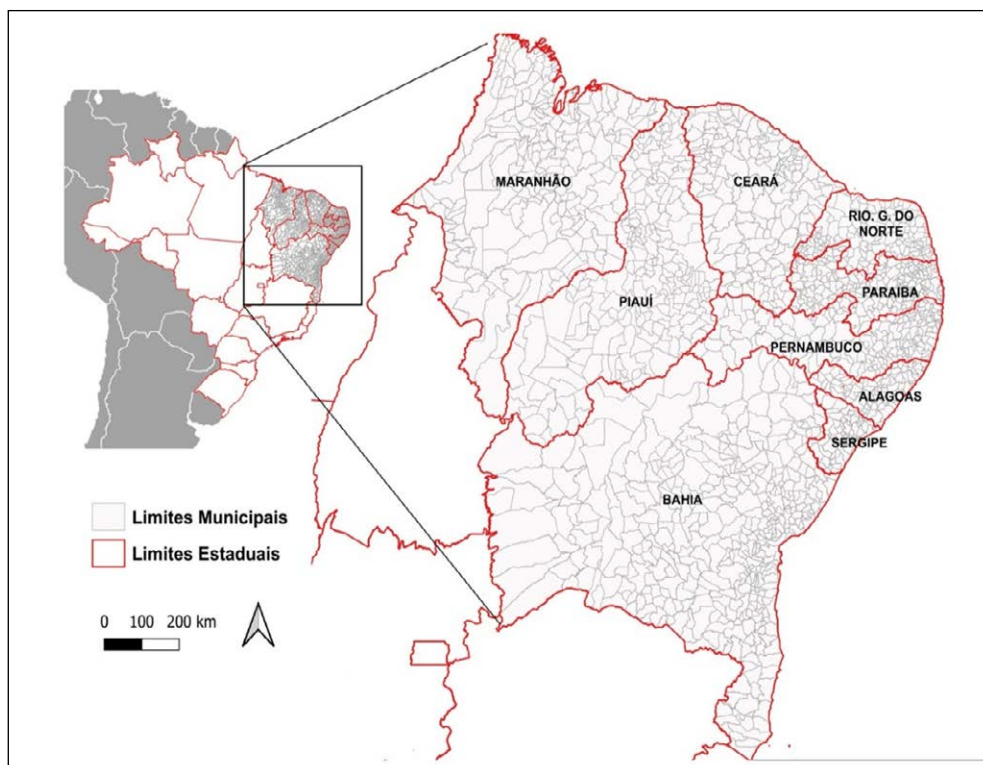 MARANHÃO
CEARÁ
RIO. G. DO
NORTE
PIAUÍ
PARAIBA
PERNAMBUCO
ALAGOAS
SERGIPE
BAHIA
Limites Municipais
Limites Estaduais
0 100 200 km